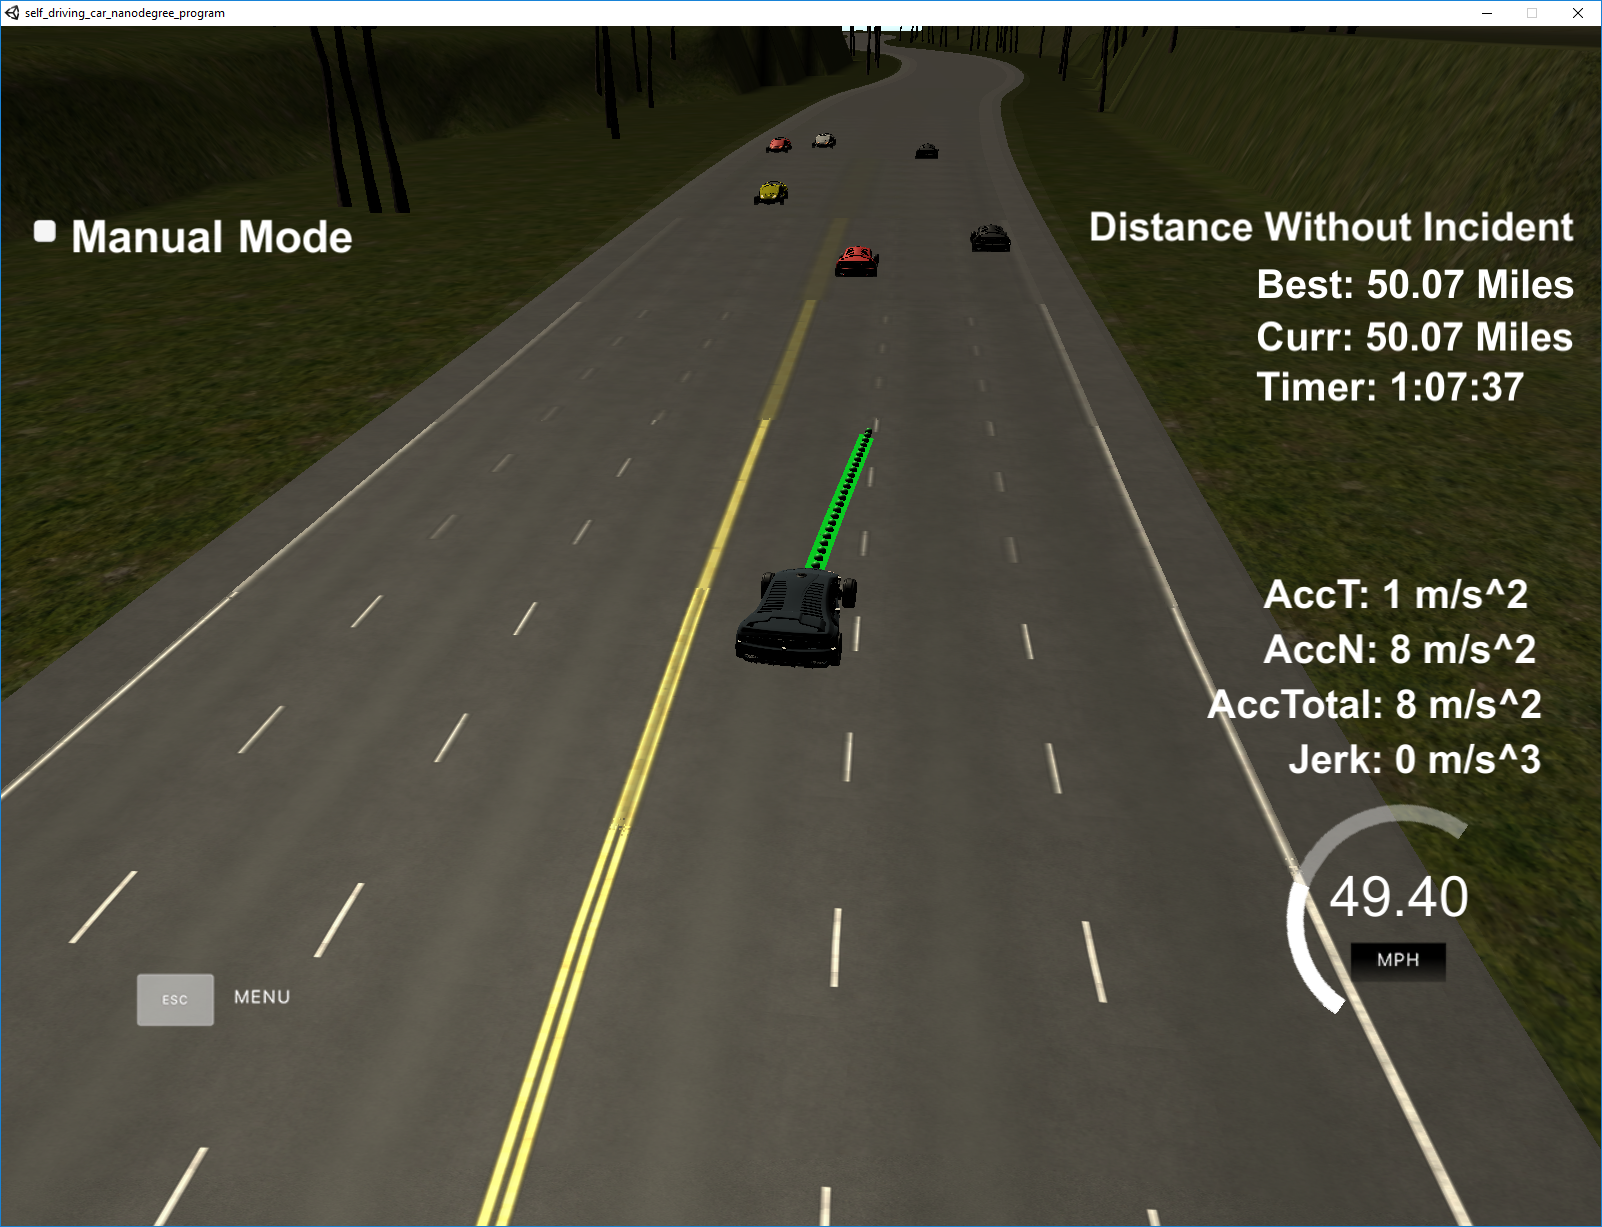 self_driving_car_nanodegree_program
Manual Mode
Distance Without Incident
Best: 50.07 Miles
Curr: 50.07 Miles
Timer: 1:07:37
AccT: 1 m/s^2
AccN: 8 m/s^2
AccTotal: 8 m/s^2
Jerk: 0 m/s^3
49.40
MPH
ESC MENU